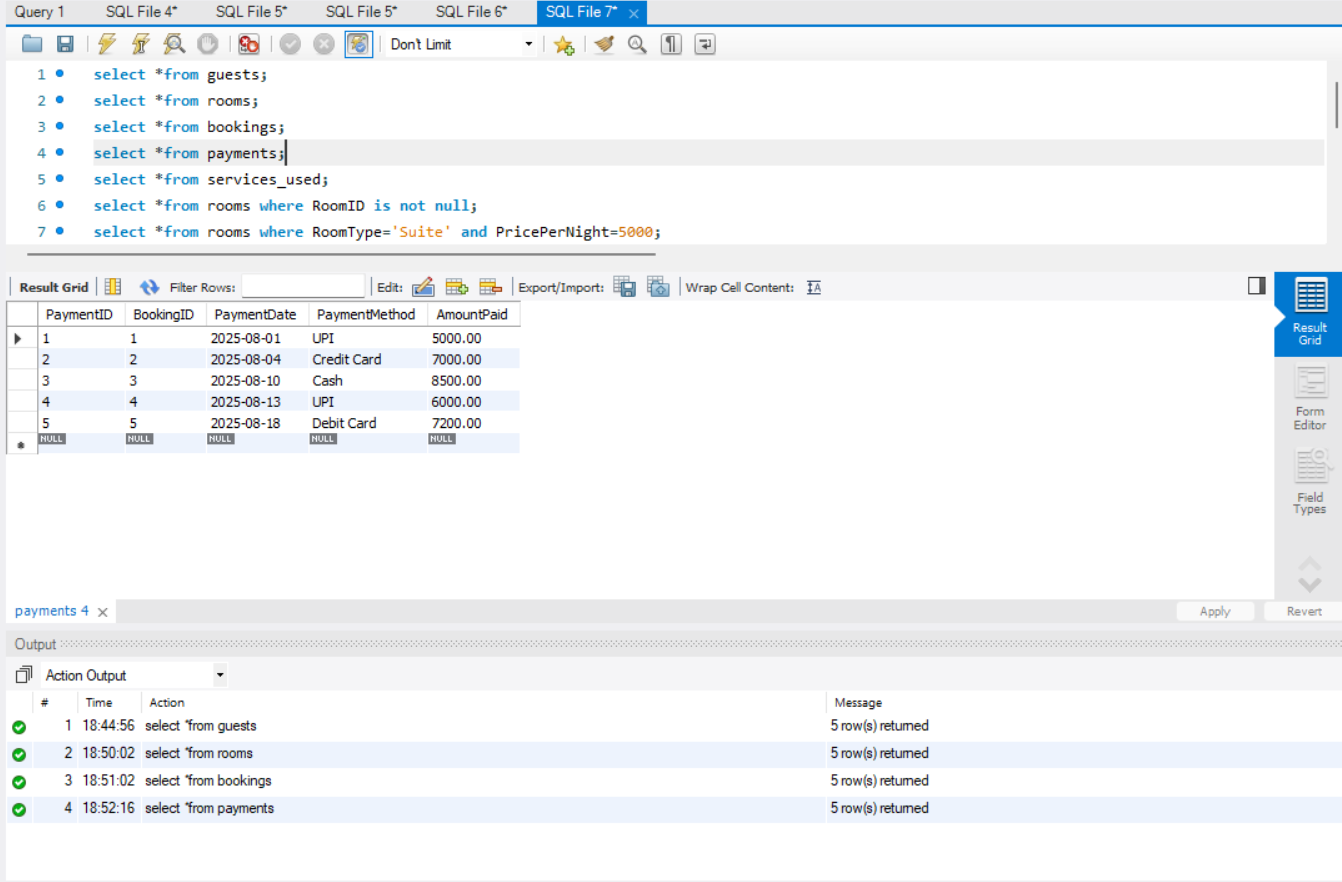 Query 1 SQL File 4* SQL File 5* SQL File 5* SQL File 6* SQL File 7* ×
Don't Limit
1 select *from guests;
2 select *from rooms;
3 select *from bookings;
4 select *from payments;
5 select *from services_used;
6 select *from rooms where RoomID is not null;
7 select *from rooms where RoomType='Suite' and PricePerNight=5000;
Result Grid Filter Rows: Edit: Export/Import: Wrap Cell Content: IA
PaymentID BookingID PaymentDate PaymentMethod AmountPaid
1 1 2025-08-01 UPI 5000.00
2 2 2025-08-04 Credit Card 7000.00
3 3 2025-08-10 Cash 8500.00
4 4 2025-08-13 UPI 6000.00
5 5 2025-08-18 Debit Card 7200.00
NULL NULL NULL NULL NULL
Result
Grid
Form
Editor
Field
Types
payments 4 × Apply Revert
Output
Action Output
# Time Action Message
1 18:44:56 select *from guests 5 row(s) returned
2 18:50:02 select *from rooms 5 row(s) returned
3 18:51:02 select *from bookings 5 row(s) returned
4 18:52:16 select *from payments 5 row(s) returned